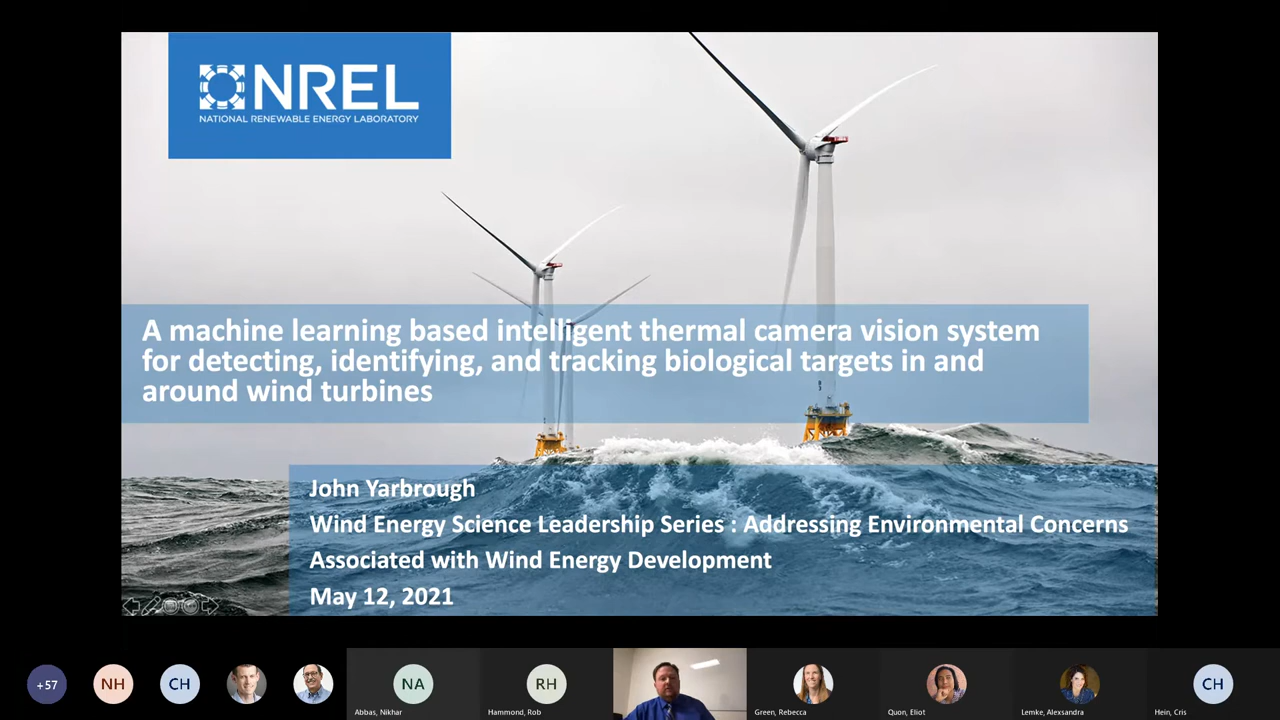 NREL
NATIONAL RENEWABLE ENERGY LABORATORY
A machine learning based intelligent thermal camera vision system
for detecting, identifying, and tracking biological targets in and
around wind turbines
John Yarbrough
Wind Energy Science Leadership Series : Addressing Environmental Concerns
Associated with Wind Energy Development
May 12, 2021
+57
NH
CH
NA
RH
CH
Abbas, Nikhar
Hammond, Rob
Green, Rebecca
Quon, Eliot
Lemke, Alexsandra
Hein, Cris